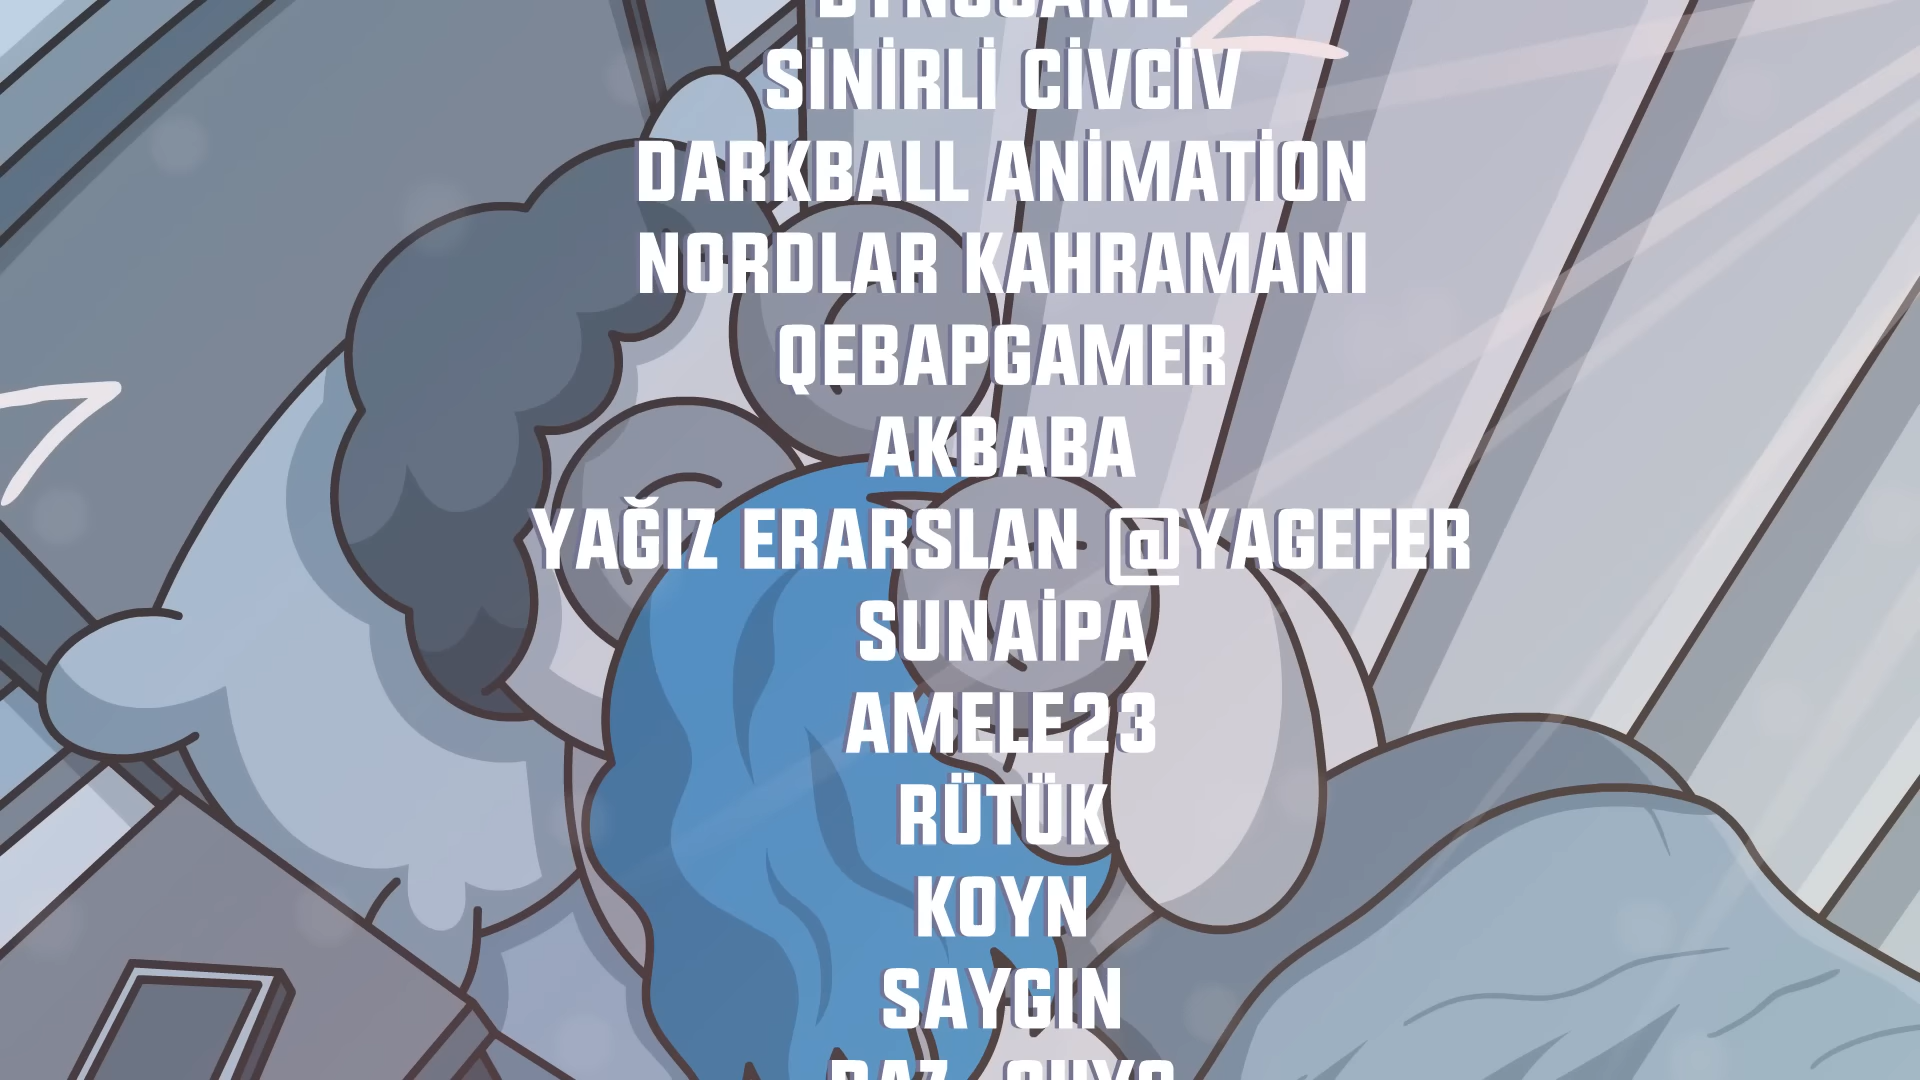 SİNİRLİ CİVCİV
DARKBALL ANİMATİON
NORDLAR KAHRAMANI
QEBAPGAMER
AKBABA
YAĞIZ ERARSLAN @YAGEFER
SUNAİPA
AMELE23
RÜTÜK
KOYN
SAYGIN